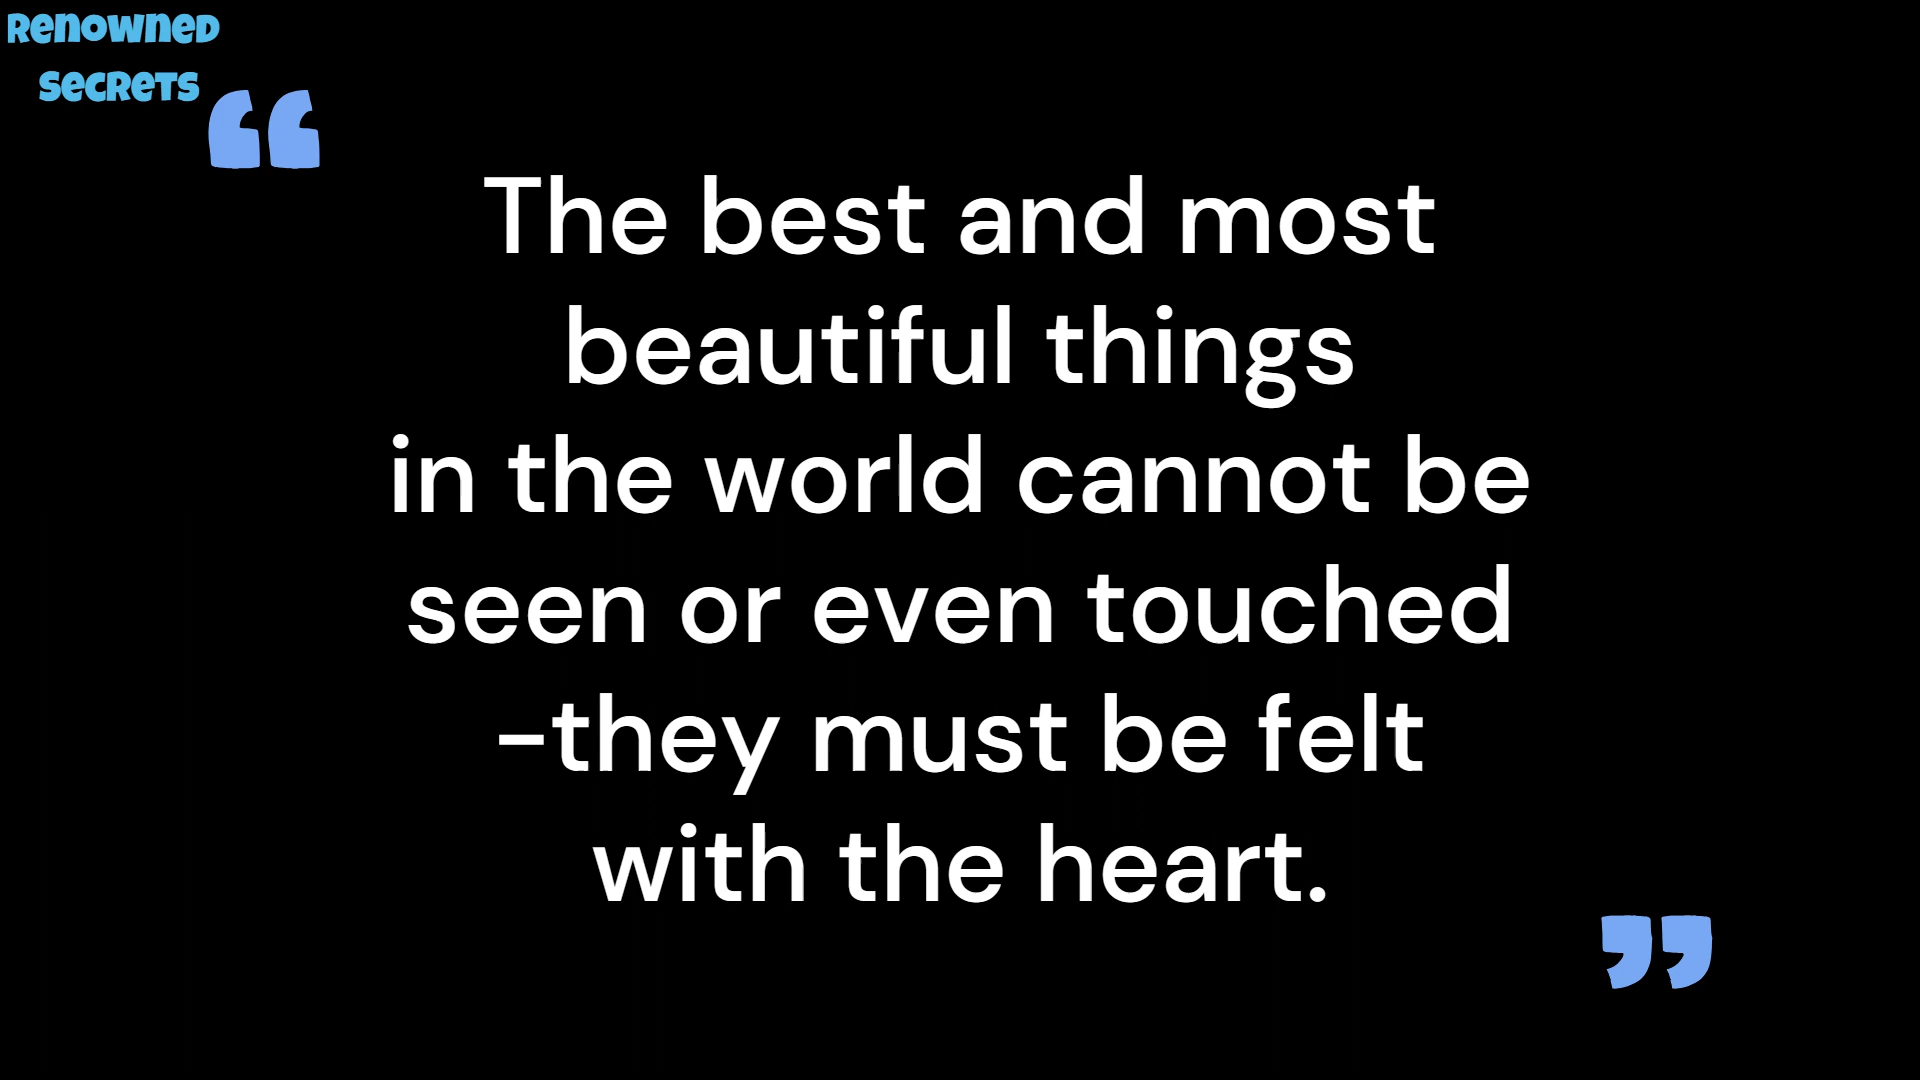 RENOWNED
SECRETS
“
The best and most
beautiful things
in the world cannot be
seen or even touched
-they must be felt
with the heart.
”